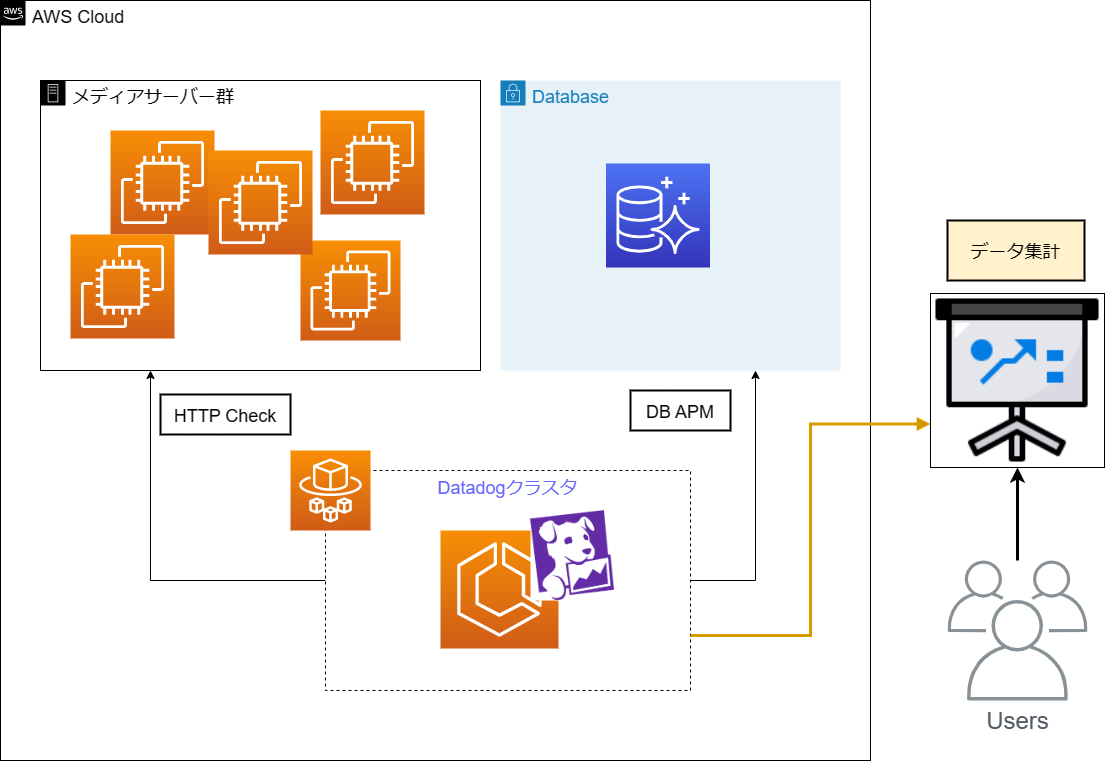 aws
AWS Cloud
メディアサーバー群
Database
データ集計
HTTP Check
DB APM
Datadogクラスタ
Users